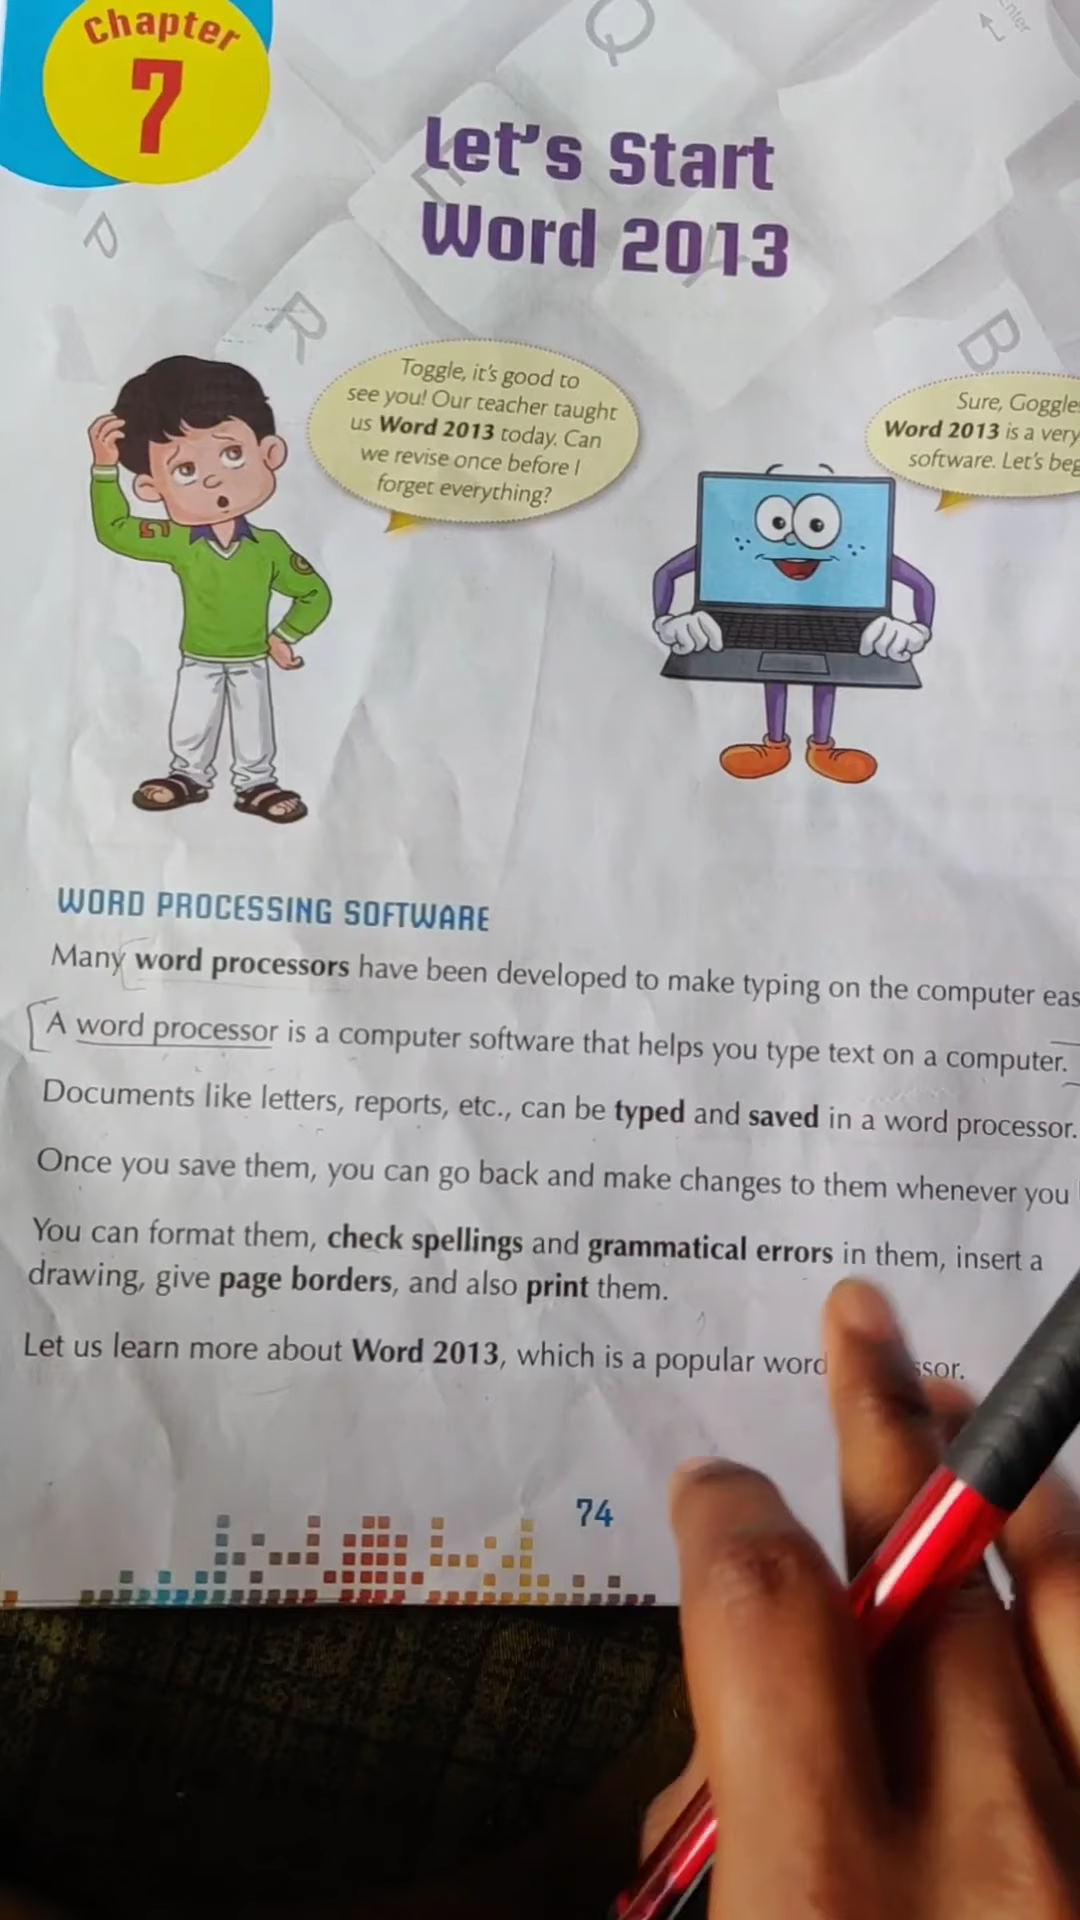 Chapter
7
Let's Start
Word 2013
Q
Enter
E
P
R
B
Toggle, it's good to
see you! Our teacher taught
us Word 2013 today. Can
we revise once before I
forget everything?
Sure, Goggle
Word 2013 is a very
software. Let's beg
WORD PROCESSING SOFTWARE
Many word processors have been developed to make typing on the computer eas
A word processor is a computer software that helps you type text on a computer.
Documents like letters, reports, etc., can be typed and saved in a word processor.
Once you save them, you can go back and make changes to them whenever you
You can format them, check spellings and grammatical errors in them, insert a
drawing, give page borders, and also print them.
Let us learn more about Word 2013, which is a popular word ssor.
74